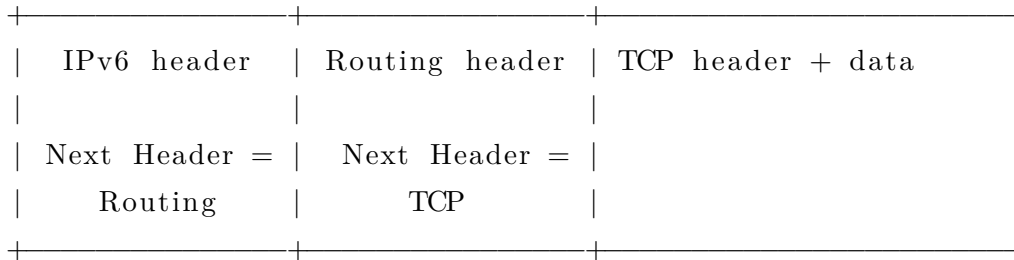 +---------------+----------------+------------------------
| IPv6 header | Routing header | TCP header + data
| | |
| Next Header = | Next Header = |
| Routing | TCP |
+---------------+----------------+------------------------